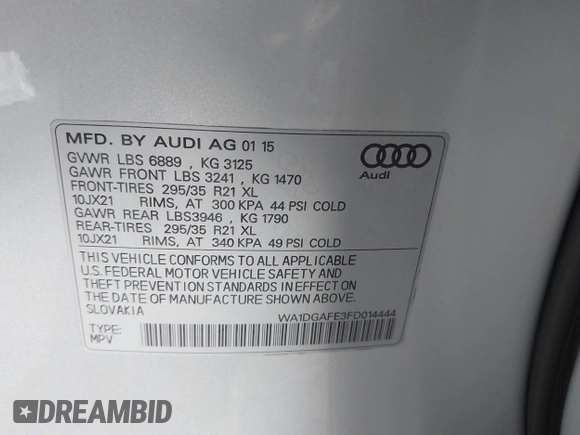 MFD. BY AUDI AG 01 15
GVWR LBS 6889 , KG 3125
GAWR FRONT LBS 3241 , KG 1470
FRONT-TIRES 295/35 R21 XL
10JX21 RIMS, AT 300 KPA 44 PSI COLD
GAWR REAR LBS3946 , KG 1790
REAR-TIRES 295/35 R21 XL
10JX21 RIMS, AT 340 KPA 49 PSI COLD
Audi
THIS VEHICLE CONFORMS TO ALL APPLICABLE
U.S. FEDERAL MOTOR VEHICLE SAFETY AND
THEFT PREVENTION STANDARDS IN EFFECT ON
THE DATE OF MANUFACTURE SHOWN ABOVE.
SLOVAKIA
WA1DGAFE3FD014444
TYPE:
MPV
DREAMBID